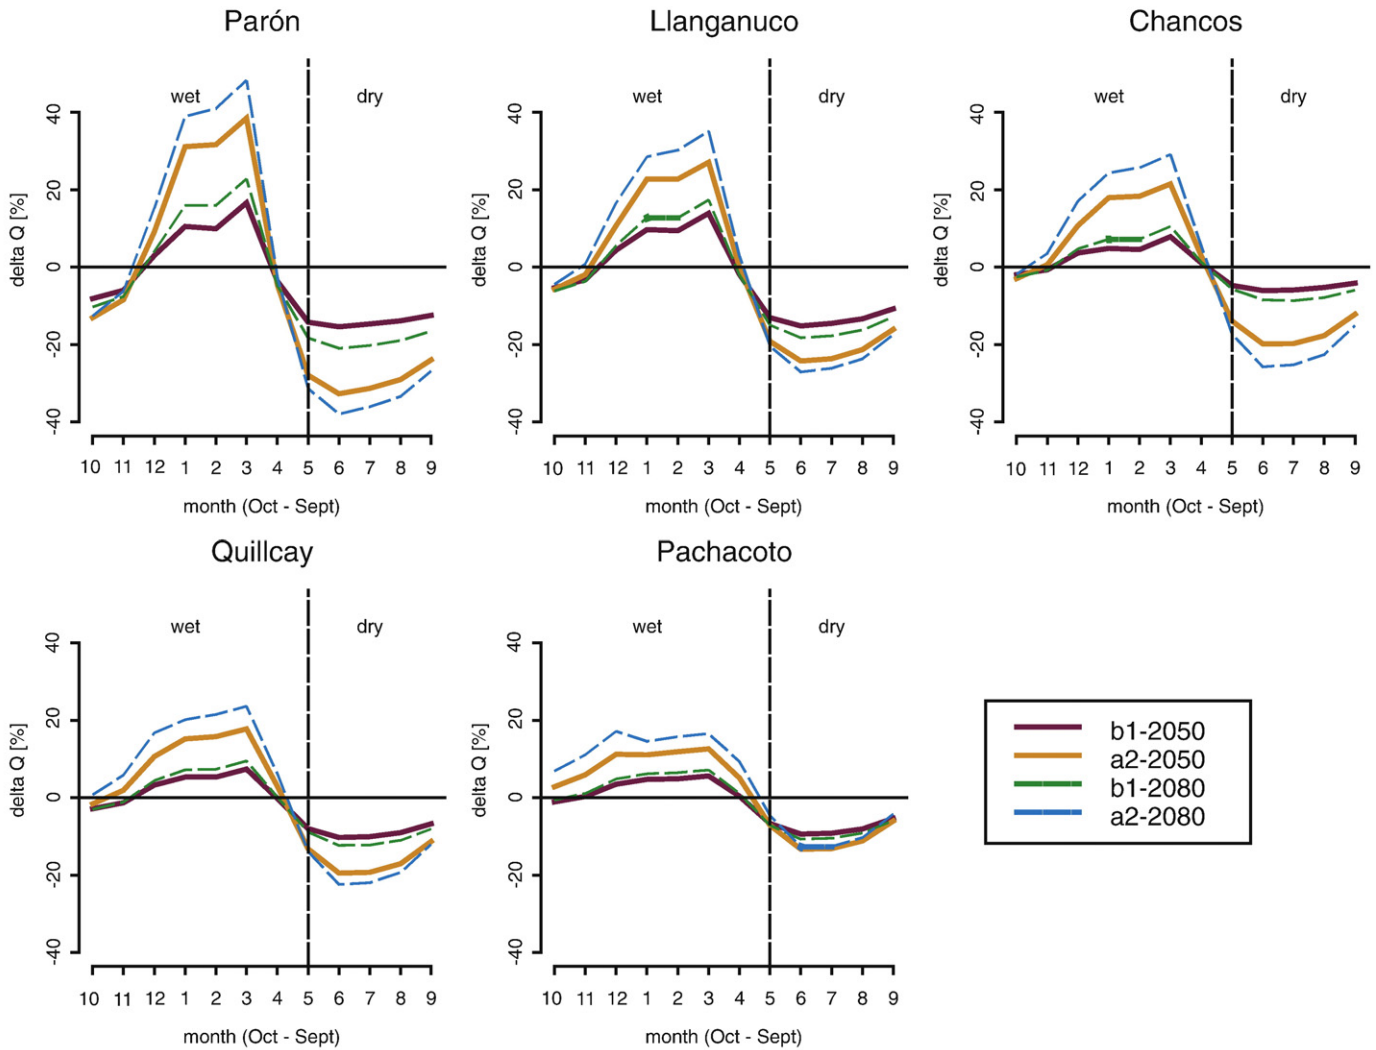 Parón
wet
dry
delta Q [%]
40
20
0
-20
-40
10 11 12 1 2 3 4 5 6 7 8 9
month (Oct - Sept)
Llanganuco
wet
dry
delta Q [%]
40
20
0
-20
-40
10 11 12 1 2 3 4 5 6 7 8 9
month (Oct - Sept)
Chancos
wet
dry
delta Q [%]
40
20
0
-20
-40
10 11 12 1 2 3 4 5 6 7 8 9
month (Oct - Sept)
Quillcay
wet
dry
delta Q [%]
40
20
0
-20
-40
10 11 12 1 2 3 4 5 6 7 8 9
month (Oct - Sept)
Pachacoto
wet
dry
delta Q [%]
40
20
0
-20
-40
10 11 12 1 2 3 4 5 6 7 8 9
month (Oct - Sept)
b1-2050
a2-2050
b1-2080
a2-2080